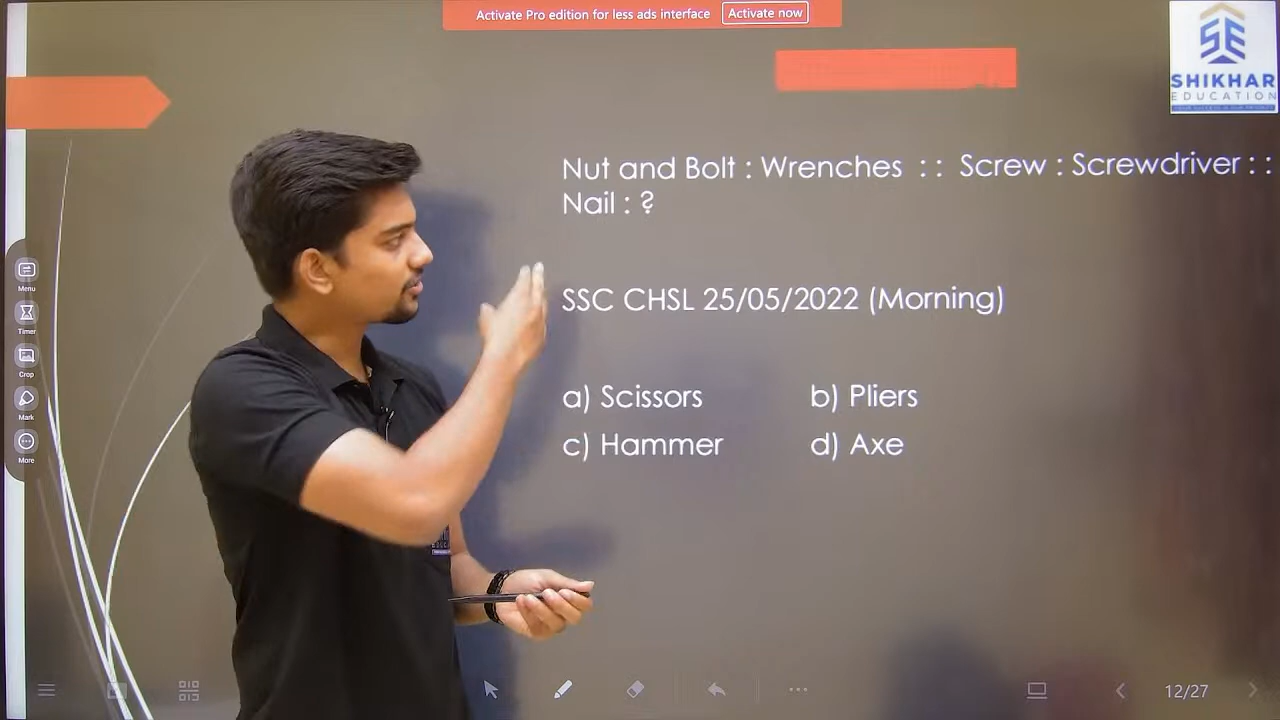 Activate Pro edition for less ads interface Activate now
SHIKHAR
EDUCATION
Nut and Bolt : Wrenches : : Screw : Screwdriver : :
Nail : ?
SSC CHSL 25/05/2022 (Morning)
a) Scissors b) Pliers
c) Hammer d) Axe
Menu
Timer
Crop
Mark
More
12/27